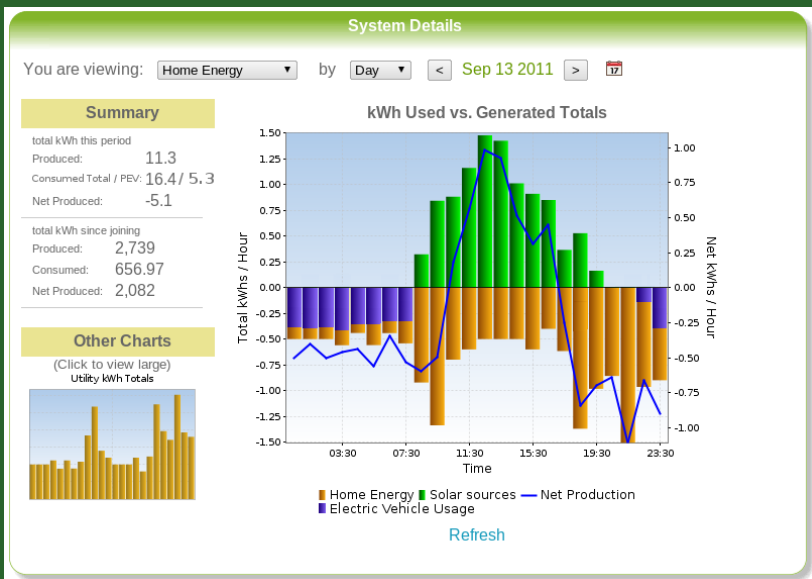 System Details
You are viewing: Home Energy by Day < Sep 13 2011 > 17
Summary
total kWh this period
Produced: 11.3
Consumed Total / PEV: 16.4 / 5.3
Net Produced: -5.1
total kWh since joining
Produced: 2,739
Consumed: 656.97
Net Produced: 2,082
Other Charts
(Click to view large)
Utility kWh Totals
kWh Used vs. Generated Totals
Total kWhs / Hour
1.50
1.25
1.00
0.75
0.50
0.25
0.00
-0.25
-0.50
-0.75
-1.00
-1.25
-1.50
1.00
0.75
0.50
0.25
0.00
-0.25
-0.50
-0.75
-1.00
Net kWhs / Hour
03:30 07:30 11:30 15:30 19:30 23:30
Time
Home Energy Solar sources Net Production
Electric Vehicle Usage
Refresh